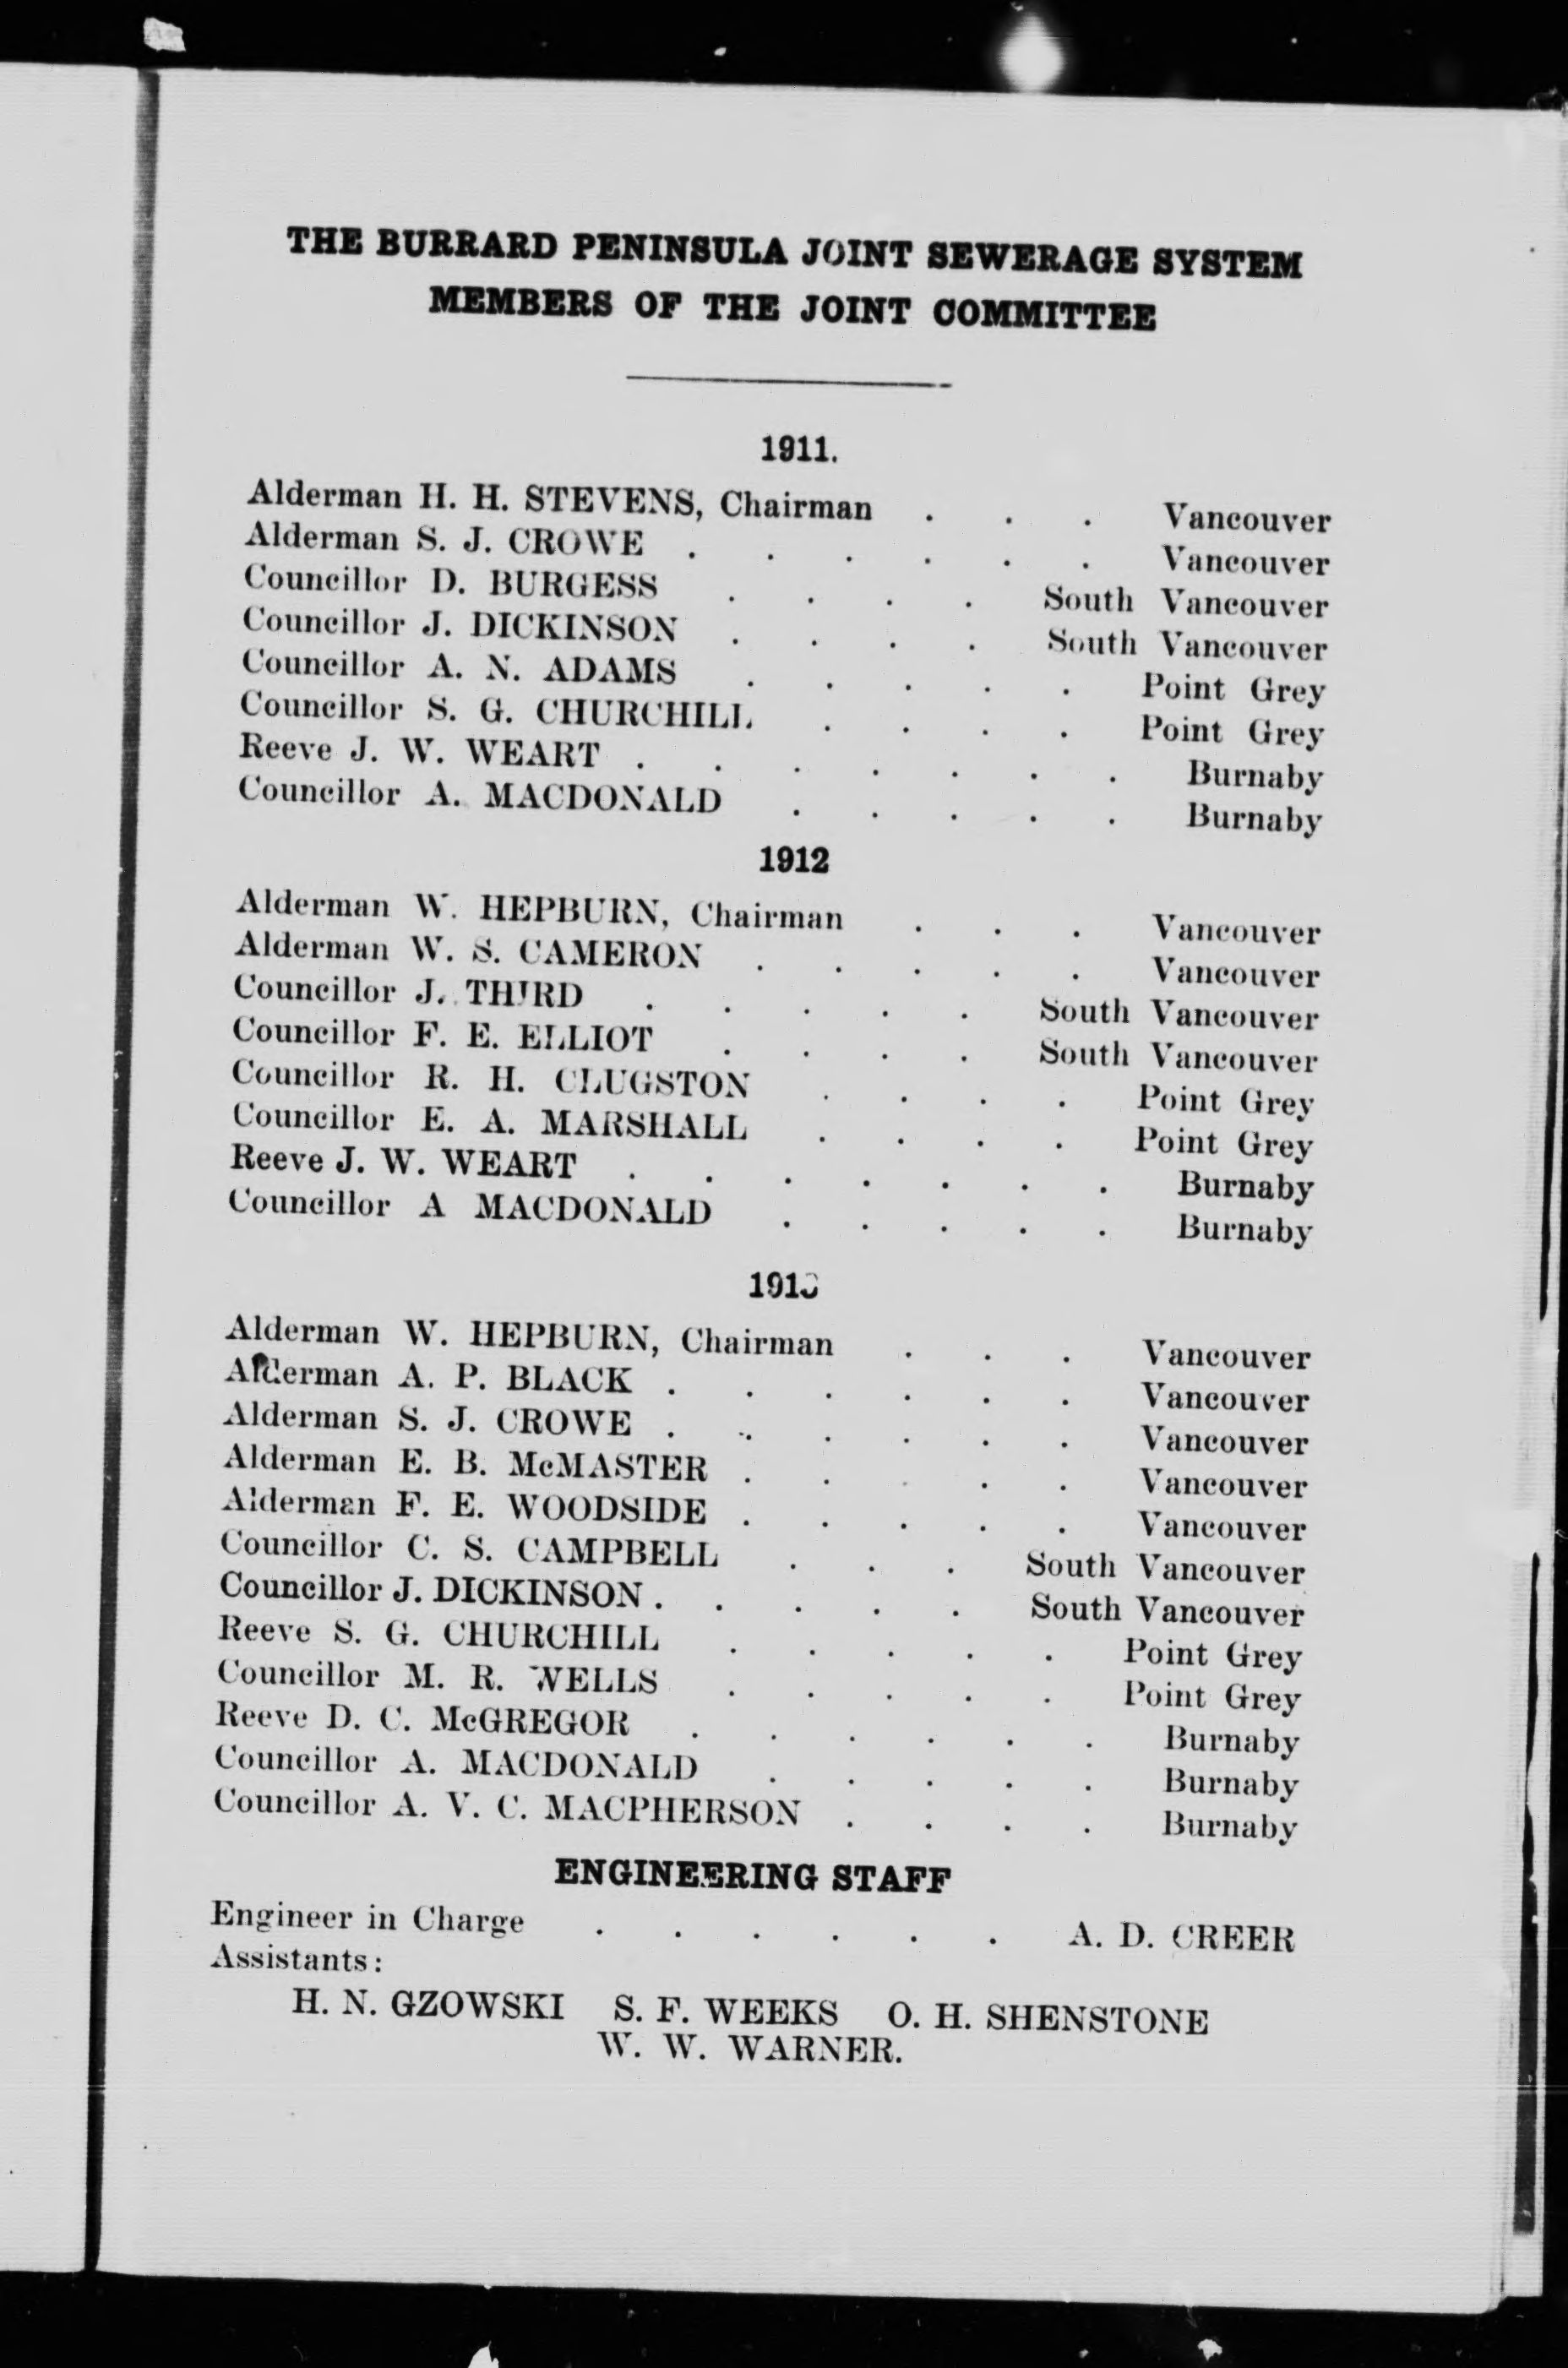 THE BURRARD PENINSULA JOINT SEWERAGE SYSTEM
MEMBERS OF THE JOINT COMMITTEE
1911.
Alderman H. H. STEVENS, Chairman . . . Vancouver
Alderman S. J. CROWE . . . . . . Vancouver
Councillor D. BURGESS . . . . South Vancouver
Councillor J. DICKINSON . . . . South Vancouver
Councillor A. N. ADAMS . . . . . Point Grey
Councillor S. G. CHURCHILL . . . . Point Grey
Reeve J. W. WEART . . . . . . . Burnaby
Councillor A. MACDONALD . . . . . Burnaby
1912
Alderman W. HEPBURN, Chairman . . . Vancouver
Alderman W. S. CAMERON . . . . . Vancouver
Councillor J. THIRD . . . . . South Vancouver
Councillor F. E. ELLIOT . . . . South Vancouver
Councillor R. H. CLUGSTON . . . . Point Grey
Councillor E. A. MARSHALL . . . . Point Grey
Reeve J. W. WEART . . . . . . . Burnaby
Councillor A MACDONALD . . . . . Burnaby
1913
Alderman W. HEPBURN, Chairman . . . Vancouver
Alderman A. P. BLACK . . . . . . Vancouver
Alderman S. J. CROWE . . . . . . Vancouver
Alderman E. B. McMASTER . . . . . Vancouver
Alderman F. E. WOODSIDE . . . . . Vancouver
Councillor C. S. CAMPBELL . . . South Vancouver
Councillor J. DICKINSON . . . . . South Vancouver
Reeve S. G. CHURCHILL . . . . . Point Grey
Councillor M. R. WELLS . . . . . Point Grey
Reeve D. C. McGREGOR . . . . . . Burnaby
Councillor A. MACDONALD . . . . . Burnaby
Councillor A. V. C. MACPHERSON . . . . Burnaby
ENGINEERING STAFF
Engineer in Charge . . . . . . A. D. CREER
Assistants:
H. N. GZOWSKI S. F. WEEKS O. H. SHENSTONE
W. W. WARNER.